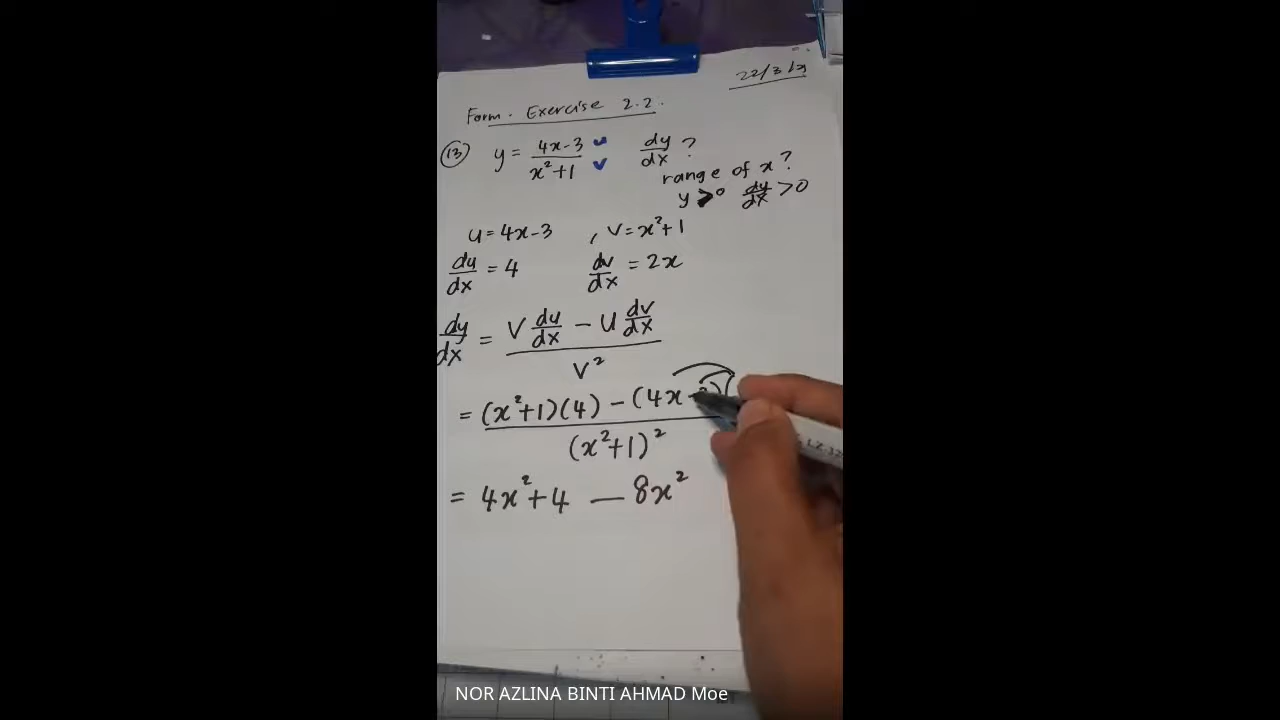 22/3/2
Form. Exercise 2.2.
(13) y = 4x-3 / x²+1 u v dy/dx ?
range of x?
y > 0 dy/dx > 0
u = 4x-3 , v = x²+1
du/dx = 4 dv/dx = 2x
dy/dx = V du/dx - U dv/dx / V²
= (x²+1)(4) - (4x- )( / (x²+1)²
= 4x²+4 — 8x²
NOR AZLINA BINTI AHMAD Moe